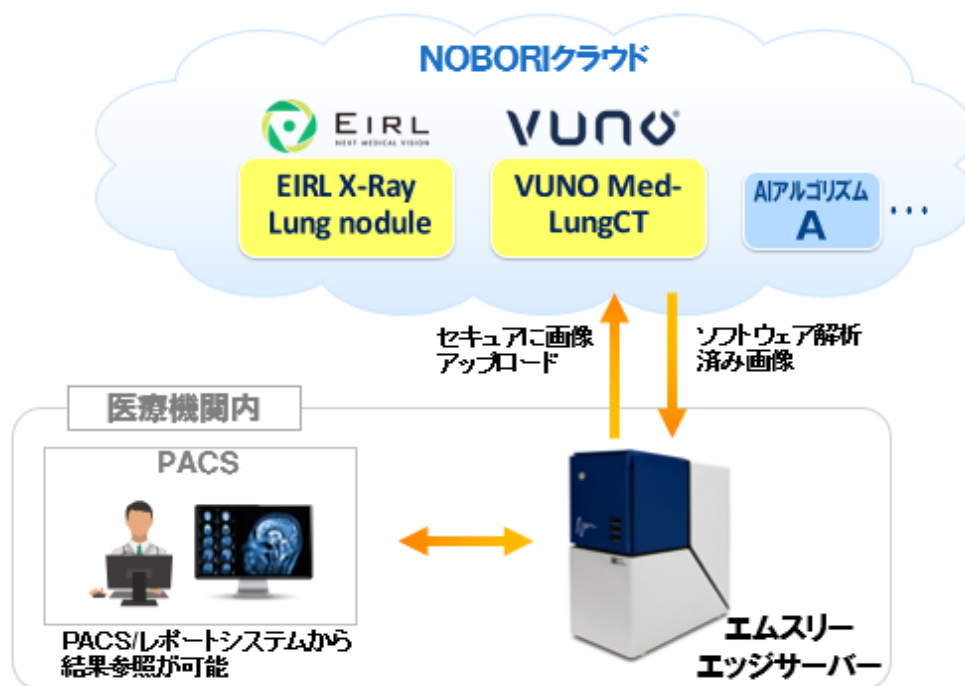 NOBORIクラウド
EIRL
NEXT MEDICAL VISION
VUNO
EIRL X-Ray
Lung nodule
VUNO Med-
LungCT
AIアルゴリズム
A
...
セキュアに画像
アップロード
ソフトウェア解析
済み画像
医療機関内
PACS
PACS/レポートシステムから
結果参照が可能
エムスリー
エッジサーバー